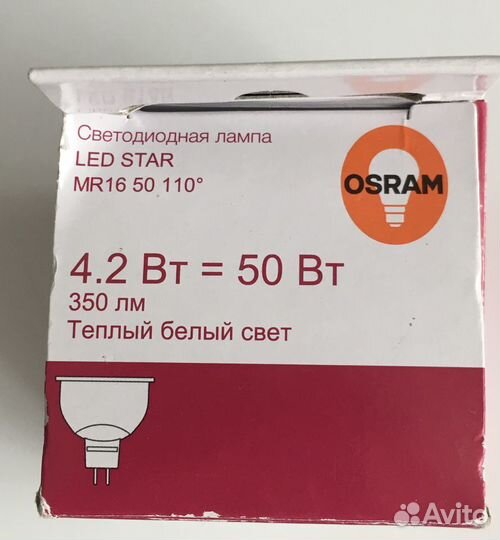 Светодиодная лампа
LED STAR
MR16 50 110°
OSRAM
4.2 Вт = 50 Вт
350 лм
Теплый белый свет
Avito